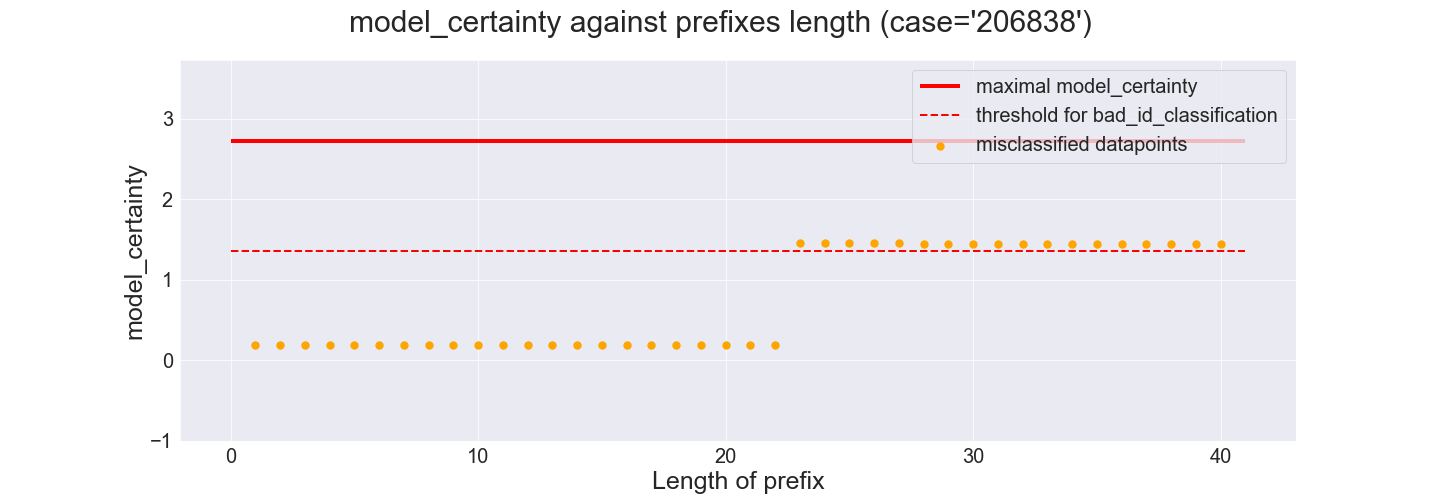 model_certainty against prefixes length (case='206838')
maximal model_certainty
threshold for bad_id_classification
misclassified datapoints
model_certainty
3
2
1
0
−1
0 10 20 30 40
Length of prefix